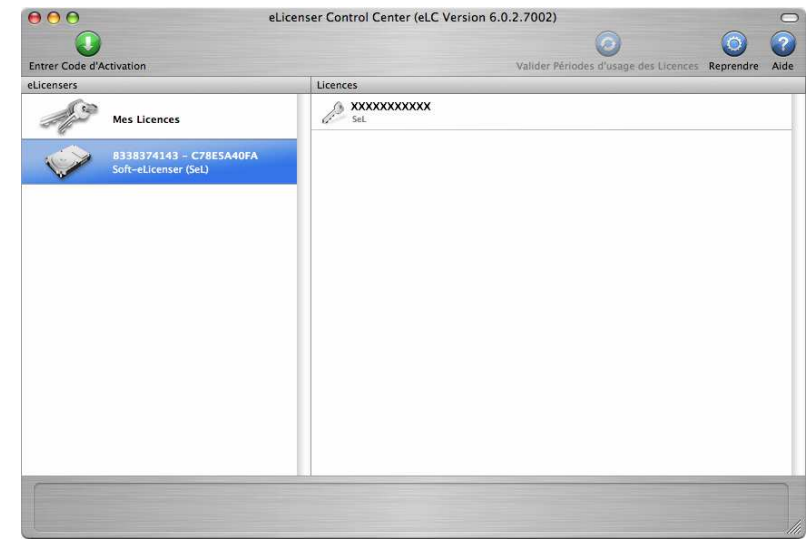 eLicenser Control Center (eLC Version 6.0.2.7002)
Entrer Code d'Activation
Valider Périodes d'usage des Licences
Reprendre
Aide
eLicensers
Licences
Mes Licences
XXXXXXXXXXX
SeL
8338374143 – C78E5A40FA
Soft-eLicenser (SeL)